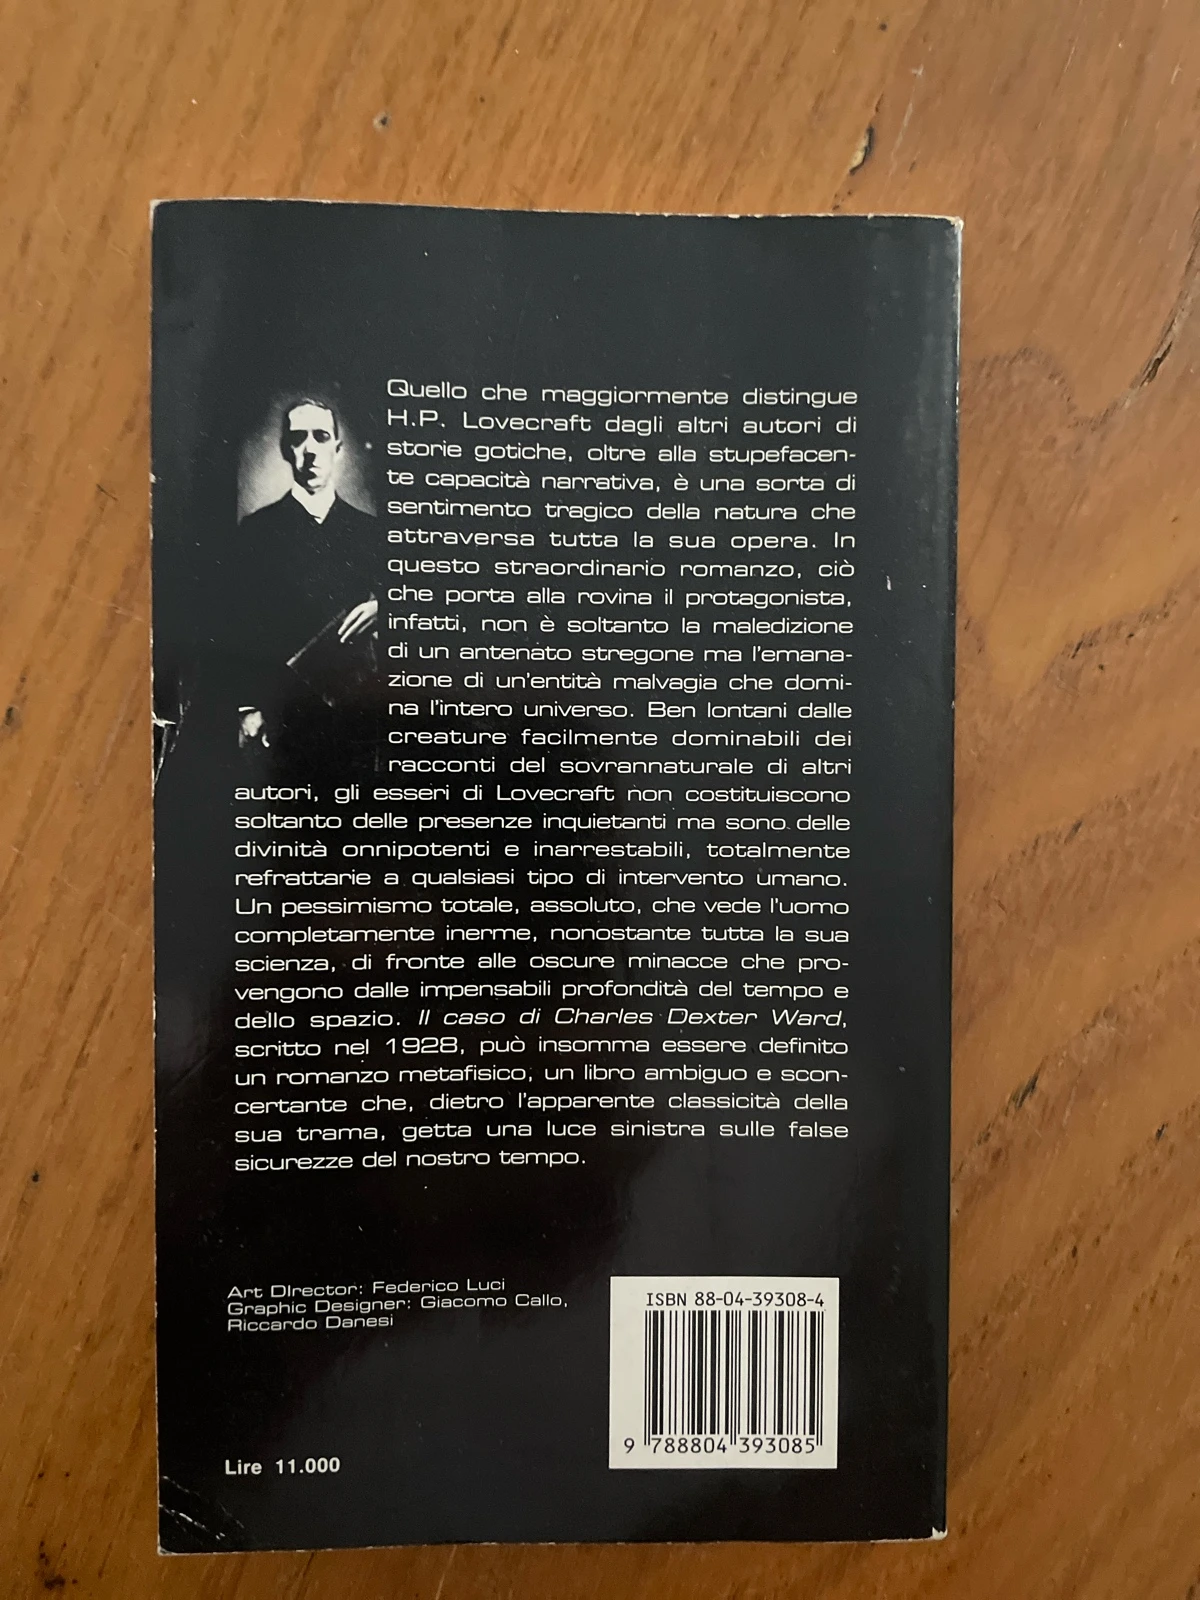 Quello che maggiormente distingue
H.P. Lovecraft dagli altri autori di
storie gotiche, oltre alla stupefacen-
te capacità narrativa, è una sorta di
sentimento tragico della natura che
attraversa tutta la sua opera. In
questo straordinario romanzo, ciò
che porta alla rovina il protagonista,
infatti, non è soltanto la maledizione
di un antenato stregone ma l'emana-
zione di un'entità malvagia che domi-
na l'intero universo. Ben lontani dalle
creature facilmente dominabili dei
racconti del sovrannaturale di altri
autori, gli esseri di Lovecraft non costituiscono
soltanto delle presenze inquietanti ma sono delle
divinità onnipotenti e inarrestabili, totalmente
refrattarie a qualsiasi tipo di intervento umano.
Un pessimismo totale, assoluto, che vede l'uomo
completamente inerme, nonostante tutta la sua
scienza, di fronte alle oscure minacce che pro-
vengono dalle impensabili profondità del tempo e
dello spazio. Il caso di Charles Dexter Ward,
scritto nel 1928, può insomma essere definito
un romanzo metafisico, un libro ambiguo e scon-
certante che, dietro l'apparente classicità della
sua trama, getta una luce sinistra sulle false
sicurezze del nostro tempo.
Art DIrector: Federico Luci
Graphic Designer: Giacomo Callo,
Riccardo Danesi
ISBN 88-04-39308-4
9 788804 393085
Lire 11.000